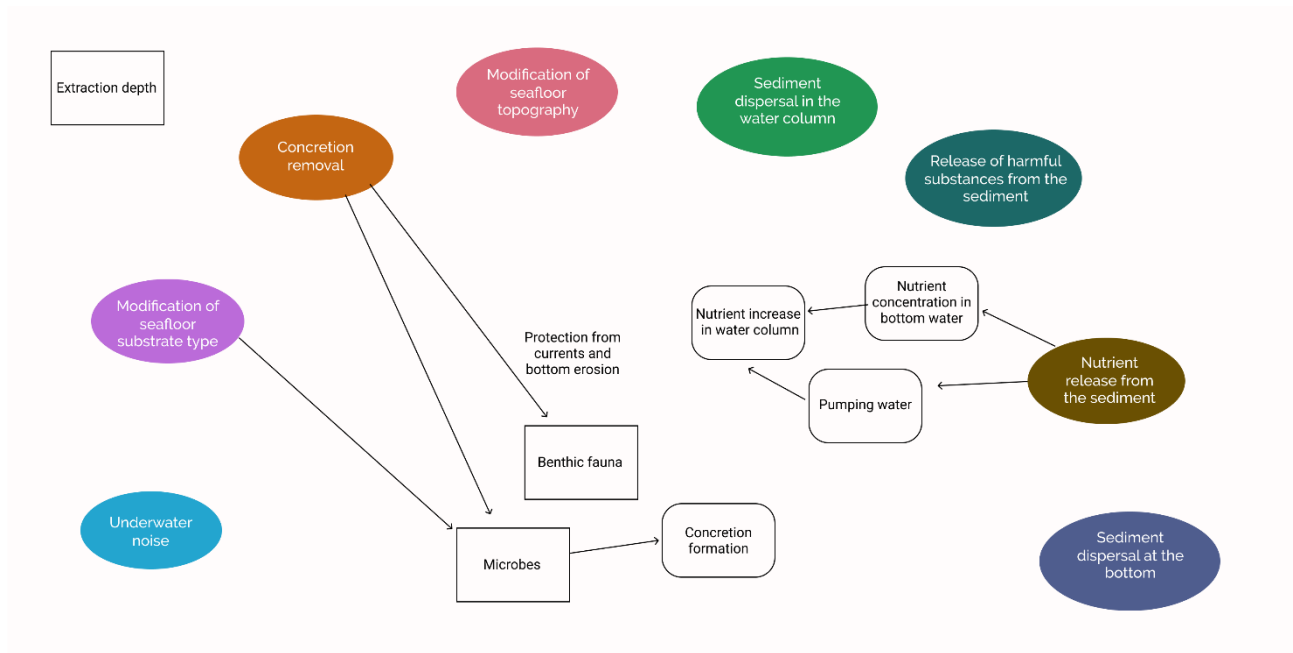 Extraction depth
Modification of
seafloor
topography
Sediment
dispersal in the
water column
Concretion
removal
Release of harmful
substances from the
sediment
Modification of
seafloor
substrate type
Nutrient increase
in water column
Nutrient
concentration in
bottom water
Protection from
currents and
bottom erosion
Nutrient
release from
the sediment
Pumping water
Benthic fauna
Underwater
noise
Microbes
Concretion
formation
Sediment
dispersal at the
bottom